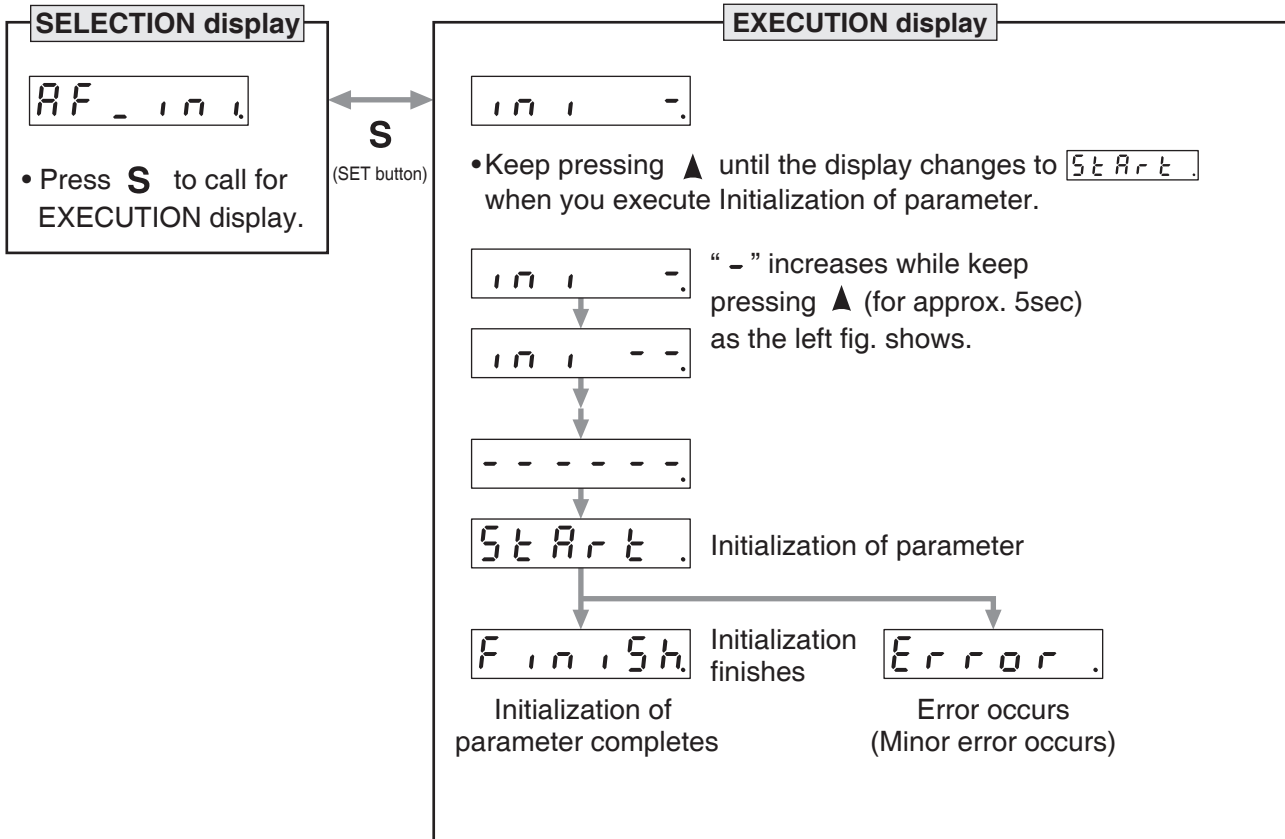 SELECTION display
AF_ini.
• Press S to call for
EXECUTION display.
S
(SET button)
EXECUTION display
ini -.
•Keep pressing ▲ until the display changes to StArt .
when you execute Initialization of parameter.
ini -.
“ - ” increases while keep
pressing ▲ (for approx. 5sec)
as the left fig. shows.
ini --.
------.
StArt .
Initialization of parameter
FiniSh.
Initialization
finishes
Error .
Initialization of
parameter completes
Error occurs
(Minor error occurs)